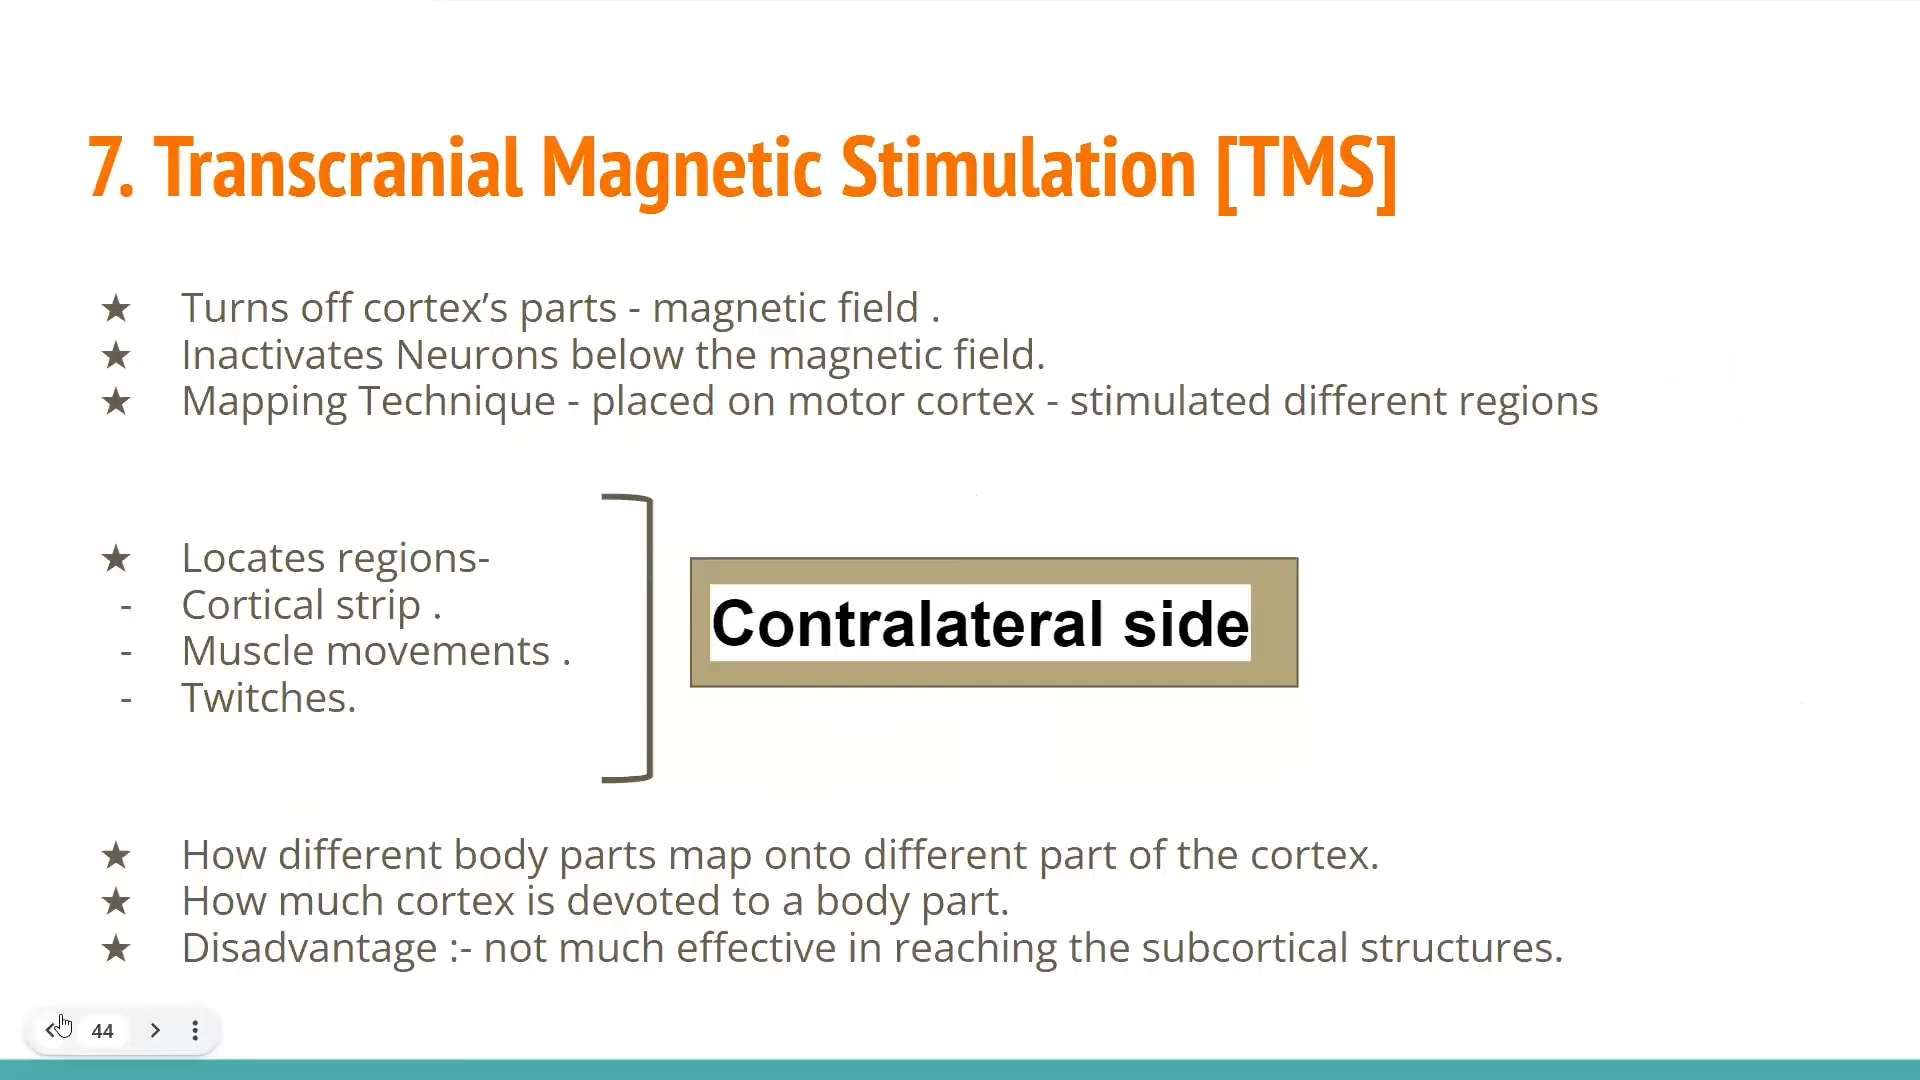 7. Transcranial Magnetic Stimulation [TMS]
★ Turns off cortex’s parts - magnetic field .
★ Inactivates Neurons below the magnetic field.
★ Mapping Technique - placed on motor cortex - stimulated different regions
★ Locates regions-
- Cortical strip .
- Muscle movements .
- Twitches.
Contralateral side
★ How different body parts map onto different part of the cortex.
★ How much cortex is devoted to a body part.
★ Disadvantage :- not much effective in reaching the subcortical structures.
44